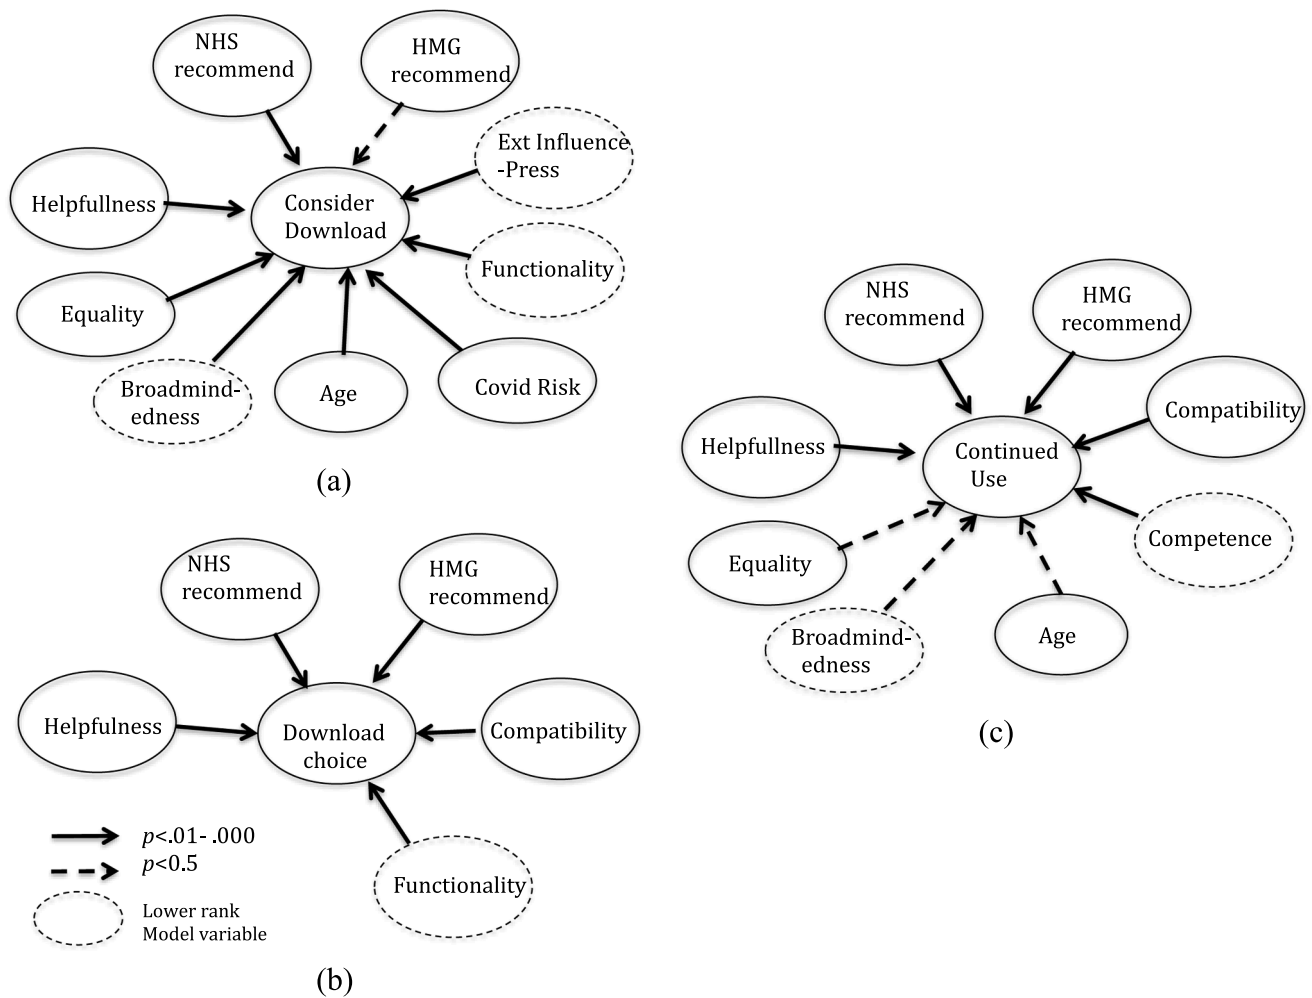 NHS
recommend
HMG
recommend
Ext Influence
-Press
Helpfullness
Consider
Download
Functionality
Equality
Broadmind-
edness
Age
Covid Risk
(a)
NHS
recommend
HMG
recommend
Helpfulness
Download
choice
Compatibility
Functionality
p<.01- .000
p<0.5
Lower rank
Model variable
(b)
NHS
recommend
HMG
recommend
Compatibility
Helpfullness
Continued
Use
Competence
Equality
Broadmind-
edness
Age
(c)